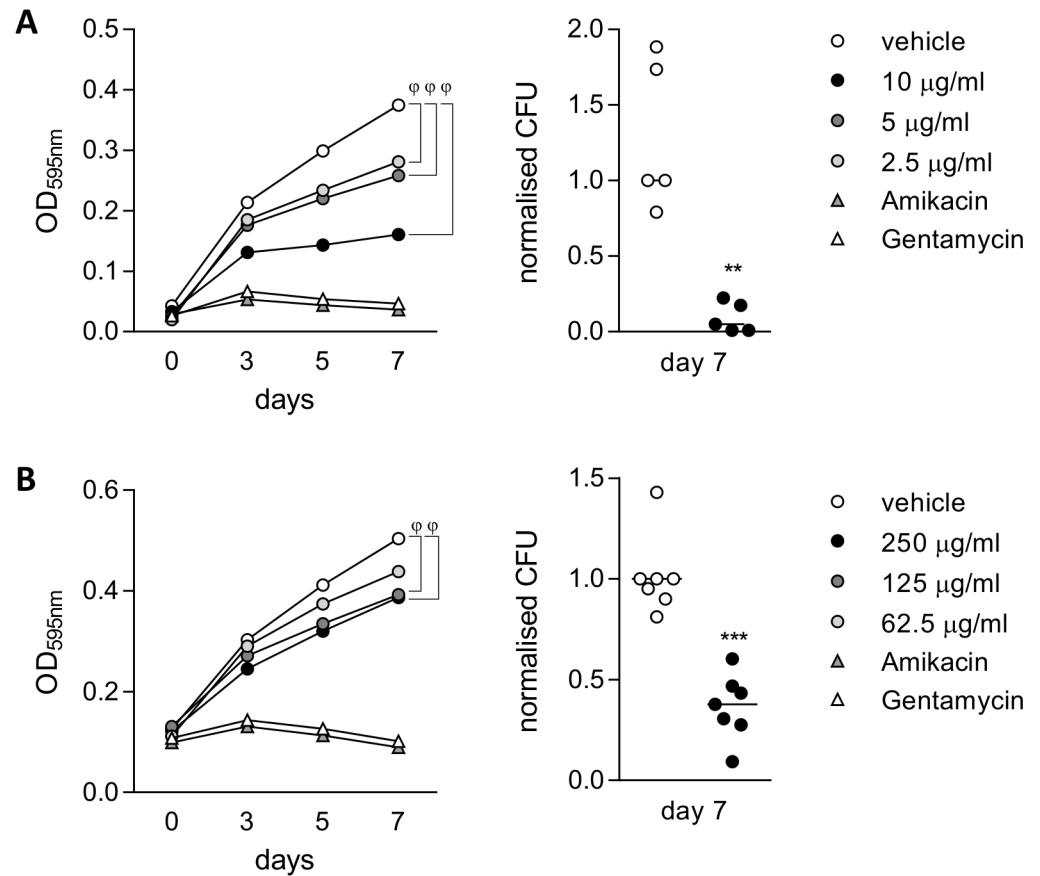 A
0.5
0.4
0.3
0.2
0.1
0.0
OD595nm
φ φ φ
0 3 5 7
days
2.0
1.5
1.0
0.5
0.0
normalised CFU
**
day 7
vehicle
10 μg/ml
5 μg/ml
2.5 μg/ml
Amikacin
Gentamycin
B
0.6
0.4
0.2
0.0
OD595nm
φ φ
0 3 5 7
days
1.5
1.0
0.5
0.0
normalised CFU
***
day 7
vehicle
250 μg/ml
125 μg/ml
62.5 μg/ml
Amikacin
Gentamycin